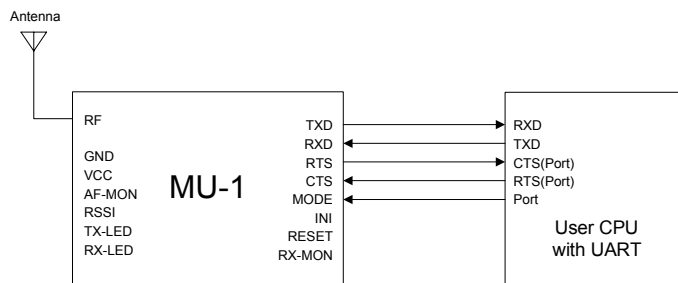 Antenna
RF
GND
VCC
AF-MON
RSSI
TX-LED
RX-LED
MU-1
TXD
RXD
RTS
CTS
MODE
INI
RESET
RX-MON
RXD
TXD
CTS(Port)
RTS(Port)
Port
User CPU
with UART